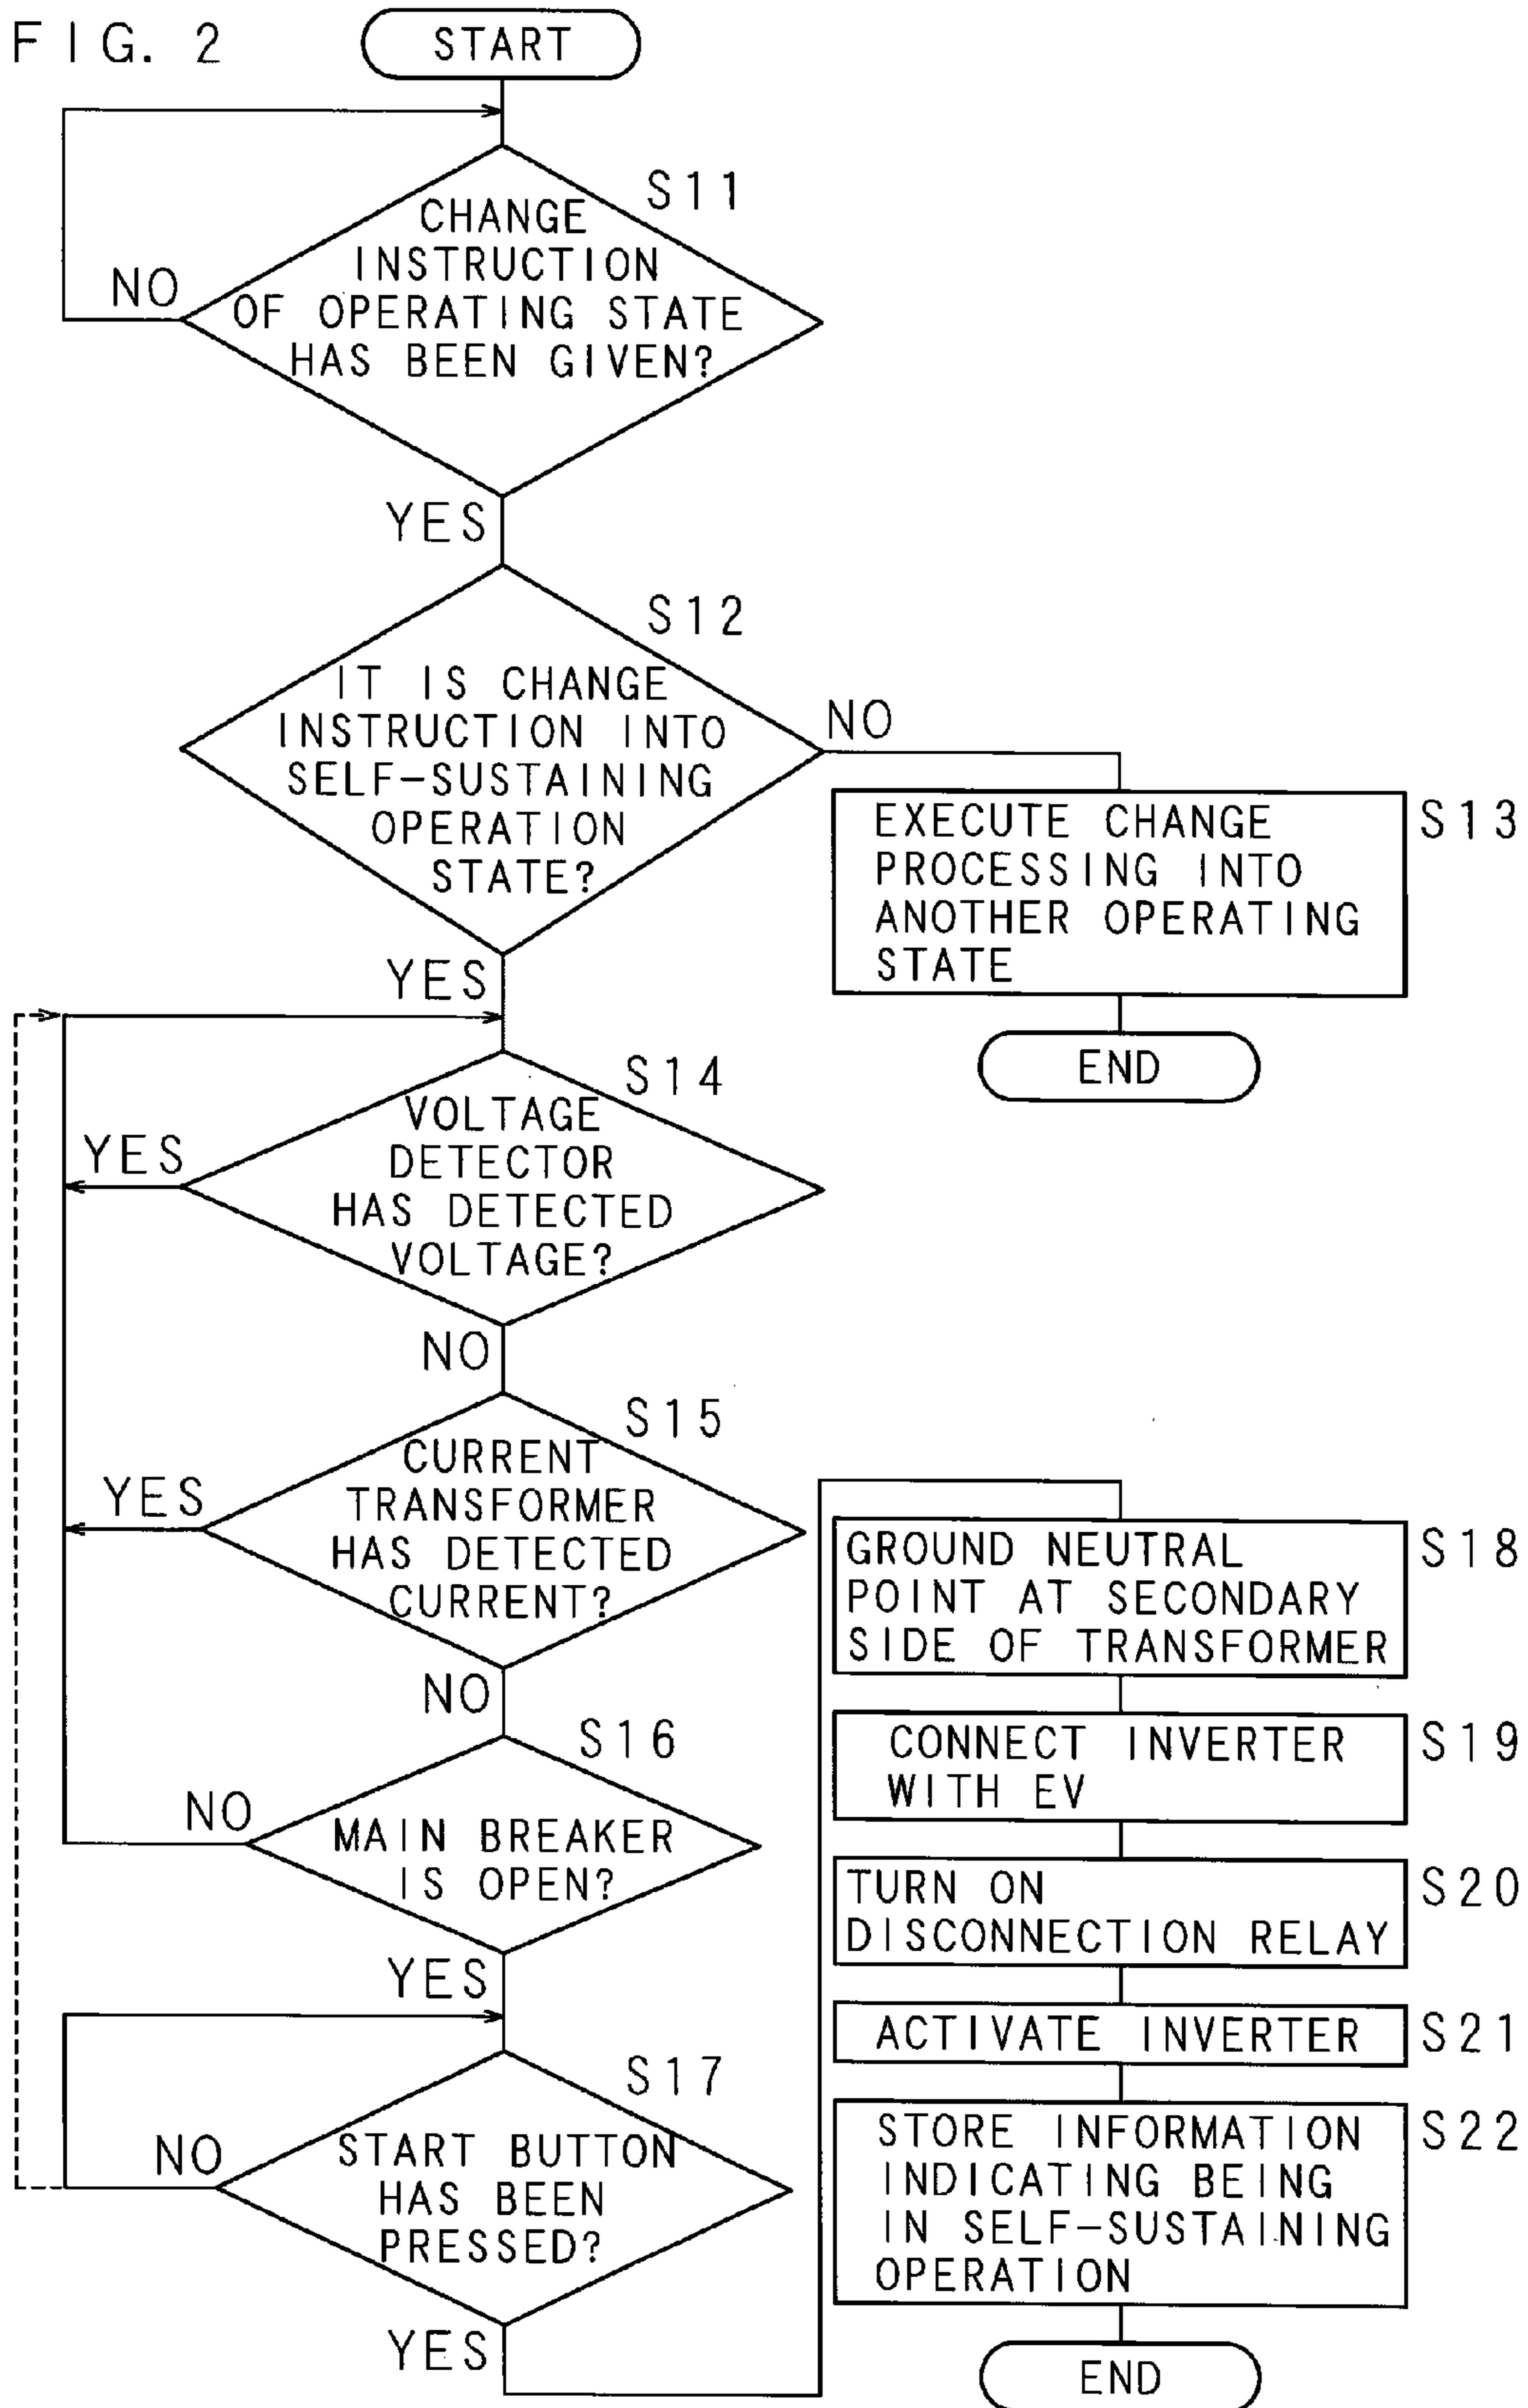 FIG. 2
START
S11
CHANGE
INSTRUCTION
OF OPERATING STATE
HAS BEEN GIVEN?
NO
YES
S12
IT IS CHANGE
INSTRUCTION INTO
SELF-SUSTAINING
OPERATION
STATE?
NO
YES
S13
EXECUTE CHANGE
PROCESSING INTO
ANOTHER OPERATING
STATE
END
S14
VOLTAGE
DETECTOR
HAS DETECTED
VOLTAGE?
YES
NO
S15
CURRENT
TRANSFORMER
HAS DETECTED
CURRENT?
YES
NO
S16
MAIN BREAKER
IS OPEN?
NO
YES
S17
START BUTTON
HAS BEEN
PRESSED?
NO
YES
S18
GROUND NEUTRAL
POINT AT SECONDARY
SIDE OF TRANSFORMER
S19
CONNECT INVERTER
WITH EV
S20
TURN ON
DISCONNECTION RELAY
S21
ACTIVATE INVERTER
S22
STORE INFORMATION
INDICATING BEING
IN SELF-SUSTAINING
OPERATION
END